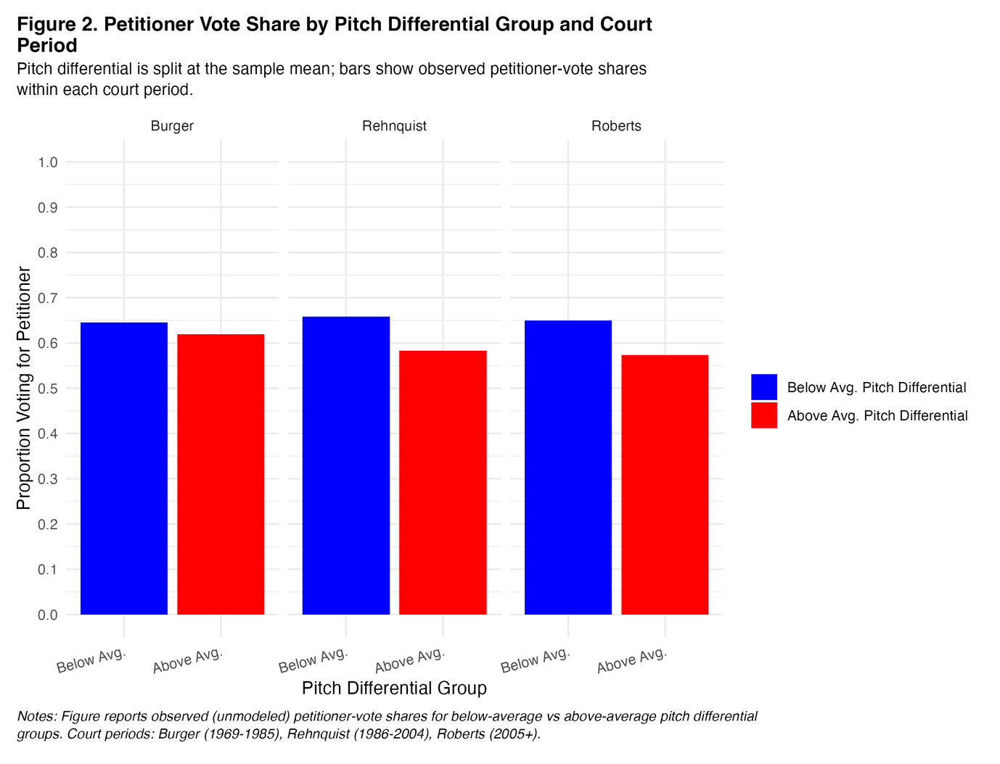 Figure 2. Petitioner Vote Share by Pitch Differential Group and Court
Period
Pitch differential is split at the sample mean; bars show observed petitioner-vote shares
within each court period.
Burger
Rehnquist
Roberts
1.0
0.9
0.8
0.7
0.6
0.5
0.4
0.3
0.2
0.1
0.0
Proportion Voting for Petitioner
Below Avg. Pitch Differential
Above Avg. Pitch Differential
Below Avg.
Above Avg.
Below Avg.
Above Avg.
Below Avg.
Above Avg.
Pitch Differential Group
Notes: Figure reports observed (unmodeled) petitioner-vote shares for below-average vs above-average pitch differential
groups. Court periods: Burger (1969-1985), Rehnquist (1986-2004), Roberts (2005+).